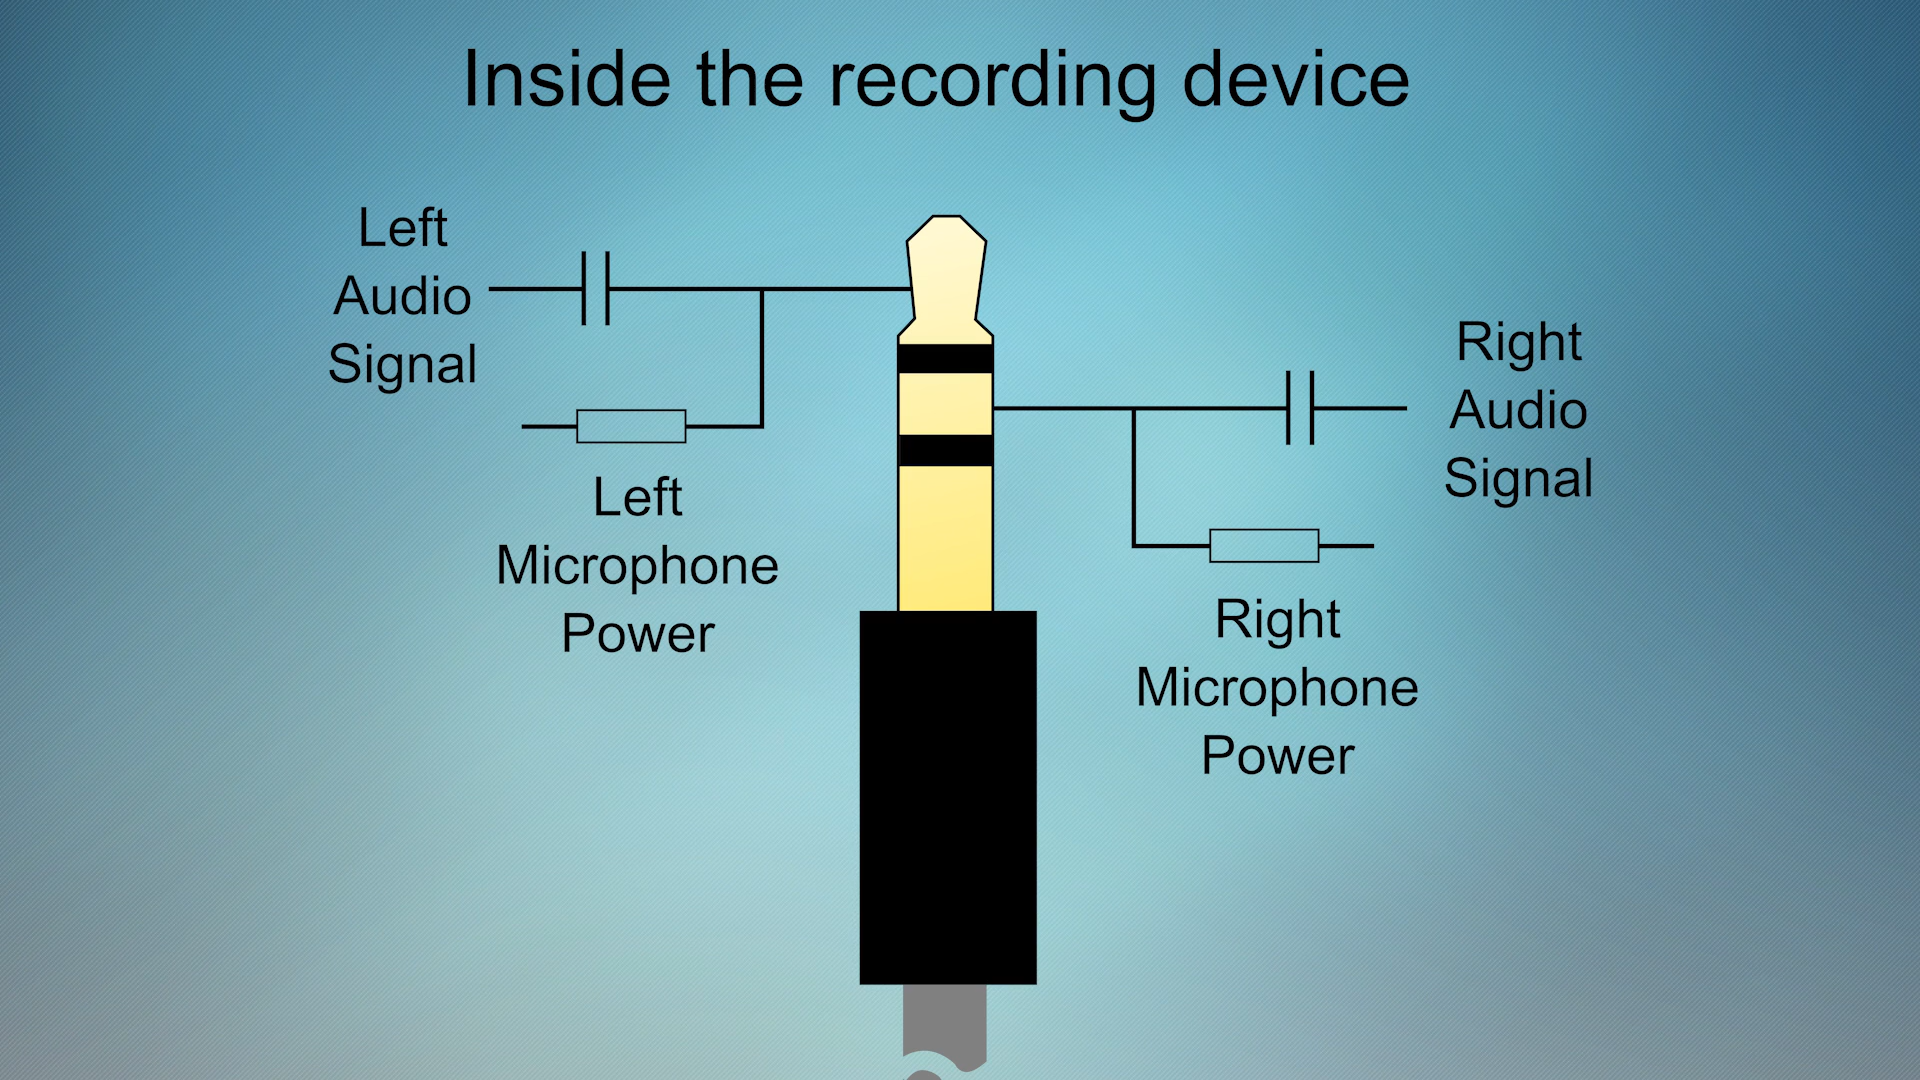 Inside the recording device
Left
Audio
Signal
Left
Microphone
Power
Right
Audio
Signal
Right
Microphone
Power